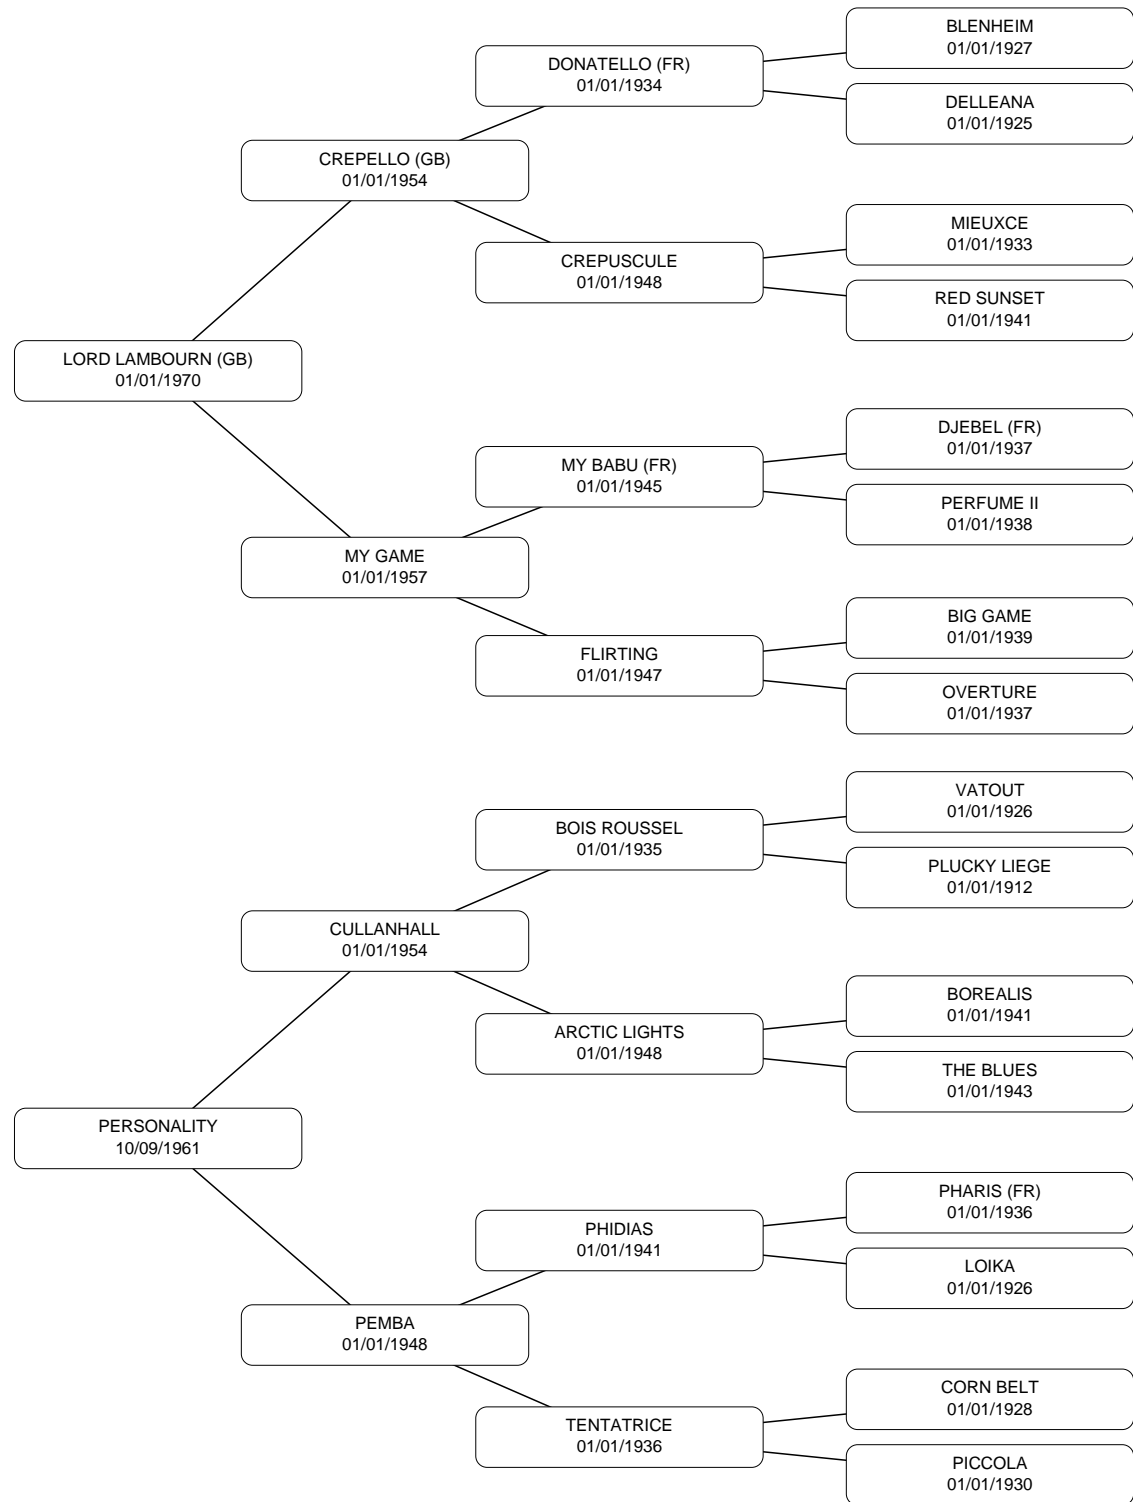 BLENHEIM
01/01/1927
DONATELLO (FR)
01/01/1934
DELLEANA
01/01/1925
CREPELLO (GB)
01/01/1954
MIEUXCE
01/01/1933
CREPUSCULE
01/01/1948
RED SUNSET
01/01/1941
LORD LAMBOURN (GB)
01/01/1970
DJEBEL (FR)
01/01/1937
MY BABU (FR)
01/01/1945
PERFUME II
01/01/1938
MY GAME
01/01/1957
BIG GAME
01/01/1939
FLIRTING
01/01/1947
OVERTURE
01/01/1937
VATOUT
01/01/1926
BOIS ROUSSEL
01/01/1935
PLUCKY LIEGE
01/01/1912
CULLANHALL
01/01/1954
BOREALIS
01/01/1941
ARCTIC LIGHTS
01/01/1948
THE BLUES
01/01/1943
PERSONALITY
10/09/1961
PHARIS (FR)
01/01/1936
PHIDIAS
01/01/1941
LOIKA
01/01/1926
PEMBA
01/01/1948
CORN BELT
01/01/1928
TENTATRICE
01/01/1936
PICCOLA
01/01/1930